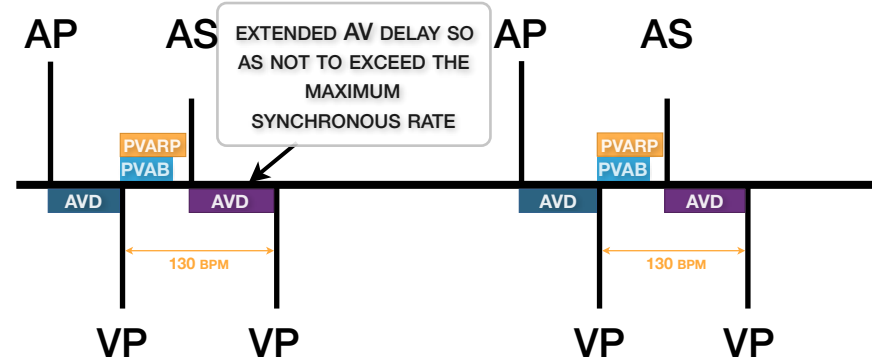 AP
AS
EXTENDED AV DELAY SO
AS NOT TO EXCEED THE
MAXIMUM
SYNCHRONOUS RATE
AP
AS
PVARP
PVAB
PVARP
PVAB
AVD
AVD
AVD
AVD
130 BPM
130 BPM
VP
VP
VP
VP